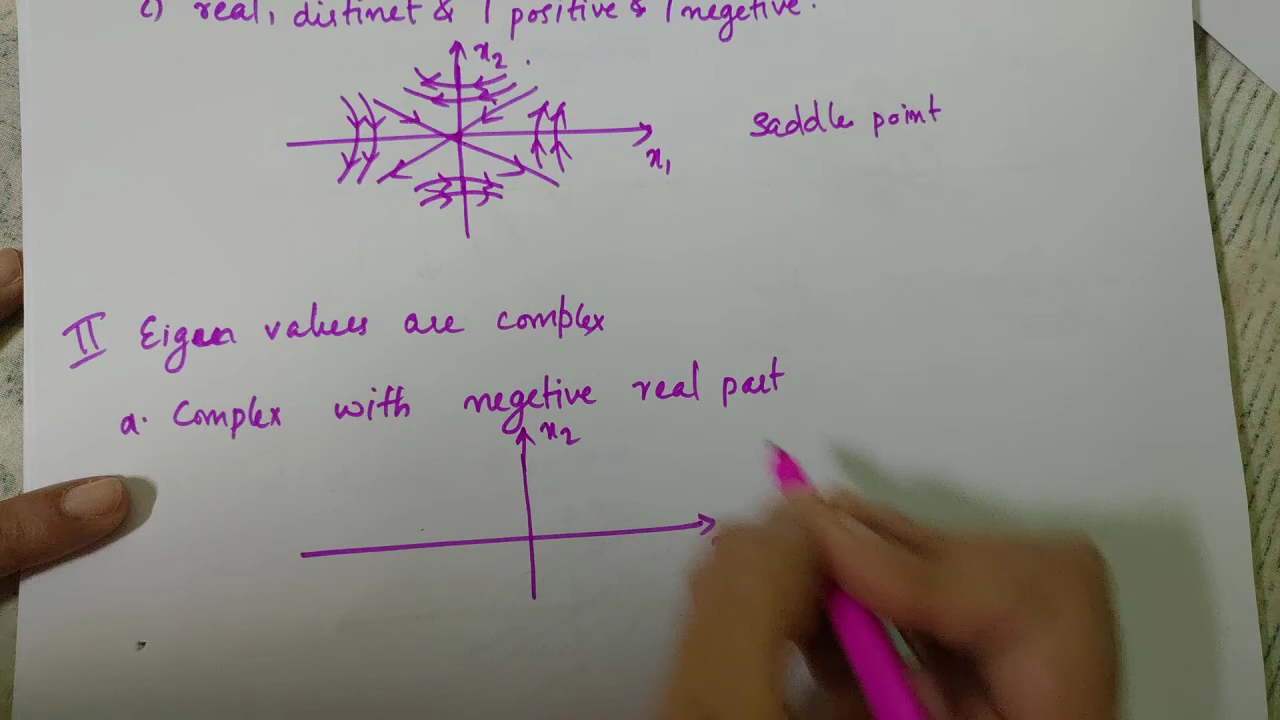 c) real, distinct & 1 positive & 1 negetive.
x2
saddle point
x1
II Eigen values are complex
a. Complex with negetive real part
x2